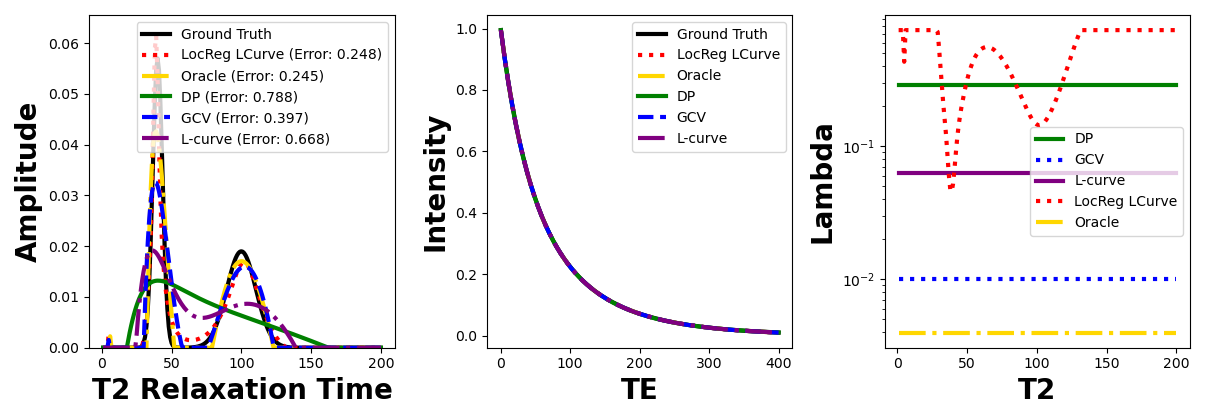 Amplitude
0.06
0.05
0.04
0.03
0.02
0.01
0.00
Ground Truth
LocReg LCurve (Error: 0.248)
Oracle (Error: 0.245)
DP (Error: 0.788)
GCV (Error: 0.397)
L-curve (Error: 0.668)
0 50 100 150 200
T2 Relaxation Time
Intensity
1.0
0.8
0.6
0.4
0.2
0.0
Ground Truth
LocReg LCurve
Oracle
DP
GCV
L-curve
0 100 200 300 400
TE
Lambda
10⁻¹
10⁻²
DP
GCV
L-curve
LocReg LCurve
Oracle
0 50 100 150 200
T2